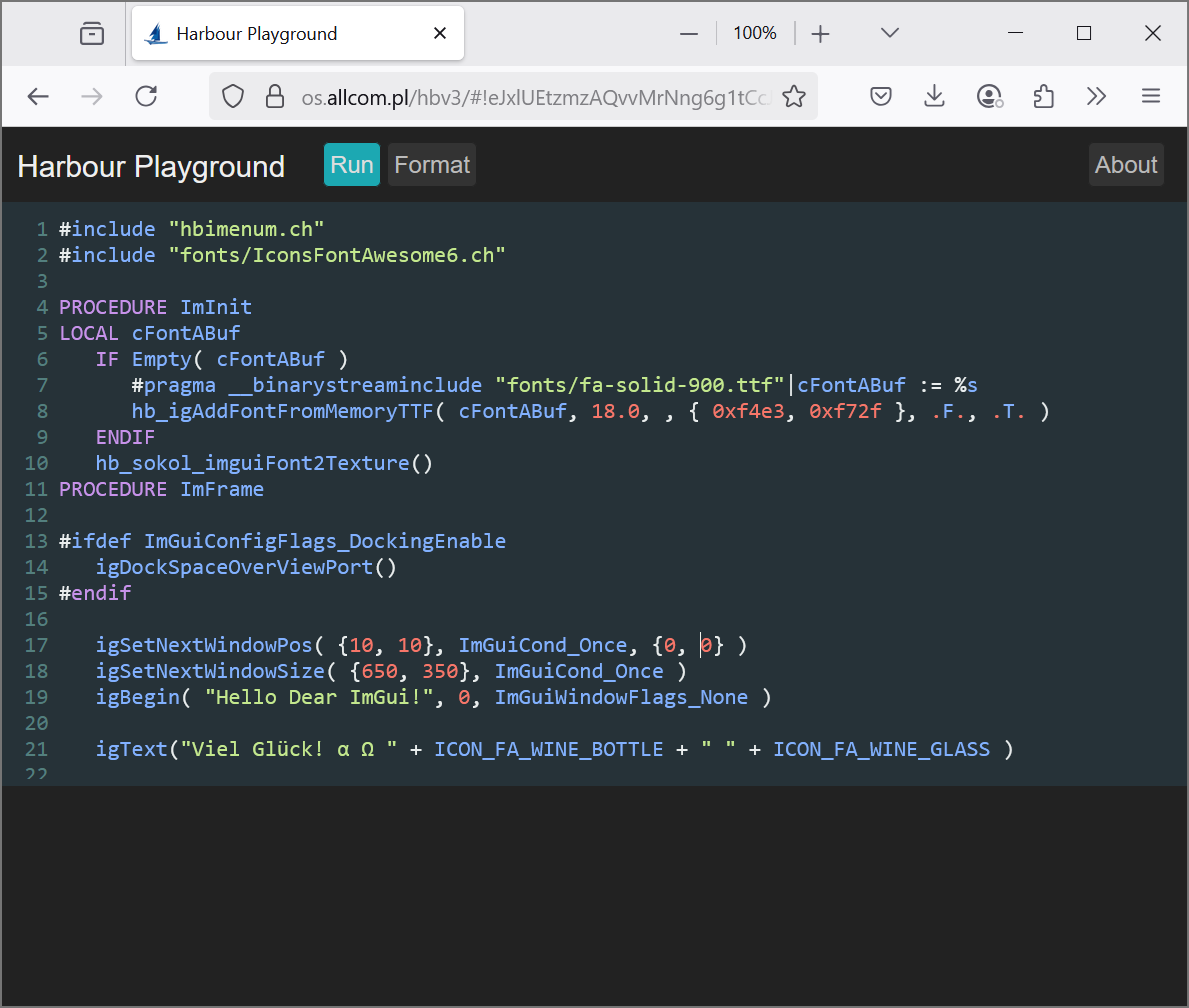 Harbour Playground
100%
os.allcom.pl/hbv3/#!eJxlUEtzmzAQvvMrNng6g1tCcJ
Harbour Playground Run Format About
1 #include "hbimenum.ch"
2 #include "fonts/IconsFontAwesome6.ch"
3
4 PROCEDURE ImInit
5 LOCAL cFontABuf
6 IF Empty( cFontABuf )
7 #pragma __binarystreaminclude "fonts/fa-solid-900.ttf"|cFontABuf := %s
8 hb_igAddFontFromMemoryTTF( cFontABuf, 18.0, , { 0xf4e3, 0xf72f }, .F., .T. )
9 ENDIF
10 hb_sokol_imguiFont2Texture()
11 PROCEDURE ImFrame
12
13 #ifdef ImGuiConfigFlags_DockingEnable
14 igDockSpaceOverViewPort()
15 #endif
16
17 igSetNextWindowPos( {10, 10}, ImGuiCond_Once, {0, 0} )
18 igSetNextWindowSize( {650, 350}, ImGuiCond_Once )
19 igBegin( "Hello Dear ImGui!", 0, ImGuiWindowFlags_None )
20
21 igText("Viel Glück! α Ω " + ICON_FA_WINE_BOTTLE + " " + ICON_FA_WINE_GLASS )
22